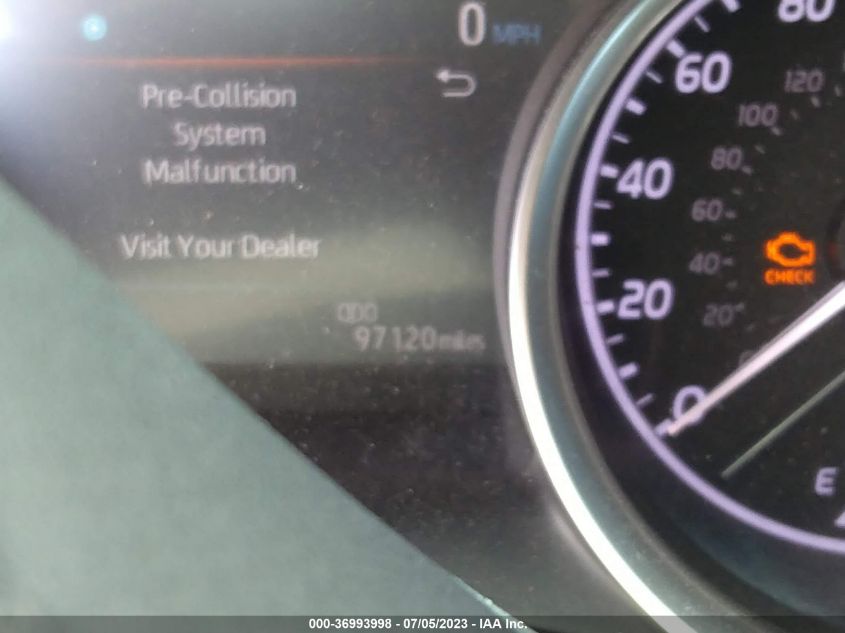 0 MPH
Pre-Collision
System
Malfunction
Visit Your Dealer
ODO
97120 miles
80
60
40
20
0
120
100
80
60
40
20
CHECK
E
000-36993998 - 07/05/2023 - IAA Inc.